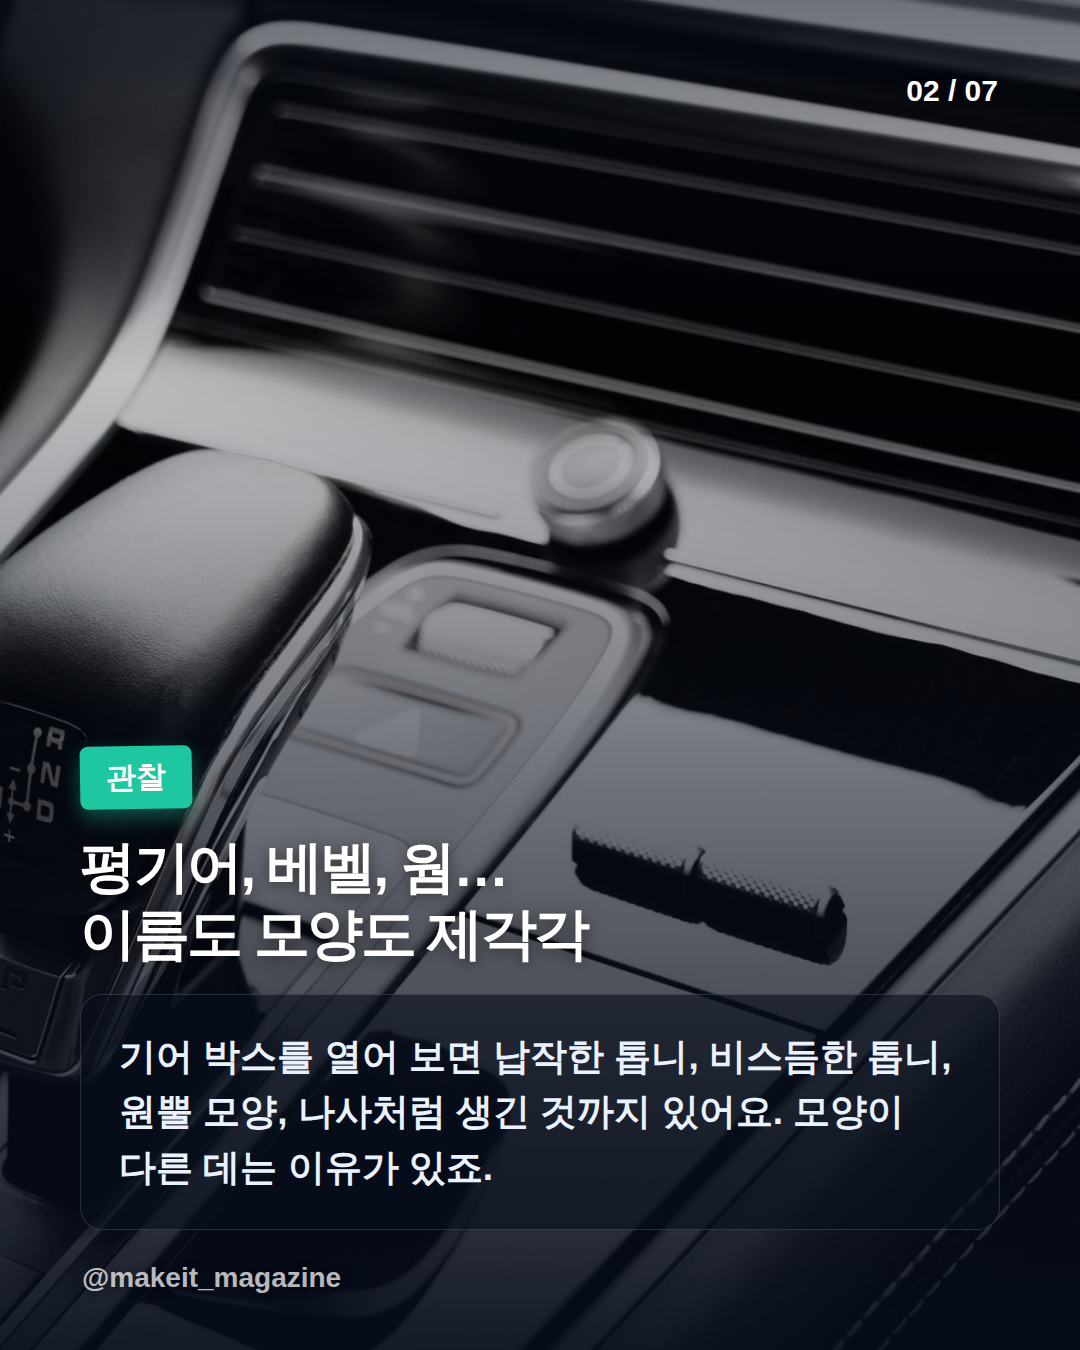 02 / 07
R
N
D
+
P
관찰
평기어, 베벨, 웜...
이름도 모양도 제각각
기어 박스를 열어 보면 납작한 톱니, 비스듬한 톱니,
원뿔 모양, 나사처럼 생긴 것까지 있어요. 모양이
다른 데는 이유가 있죠.
@makeit_magazine